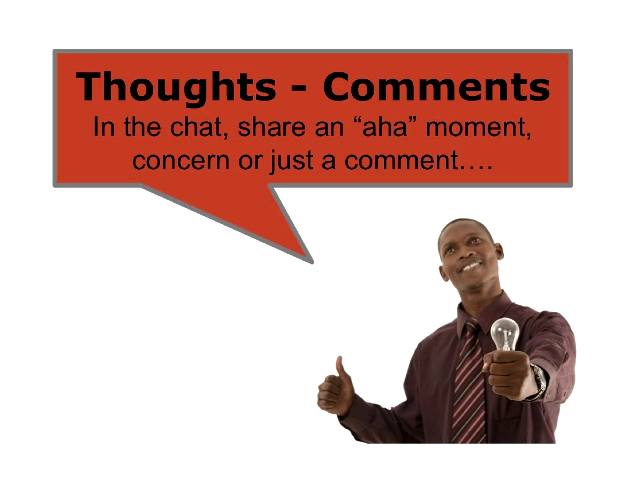 Thoughts - Comments
In the chat, share an “aha” moment,
concern or just a comment….